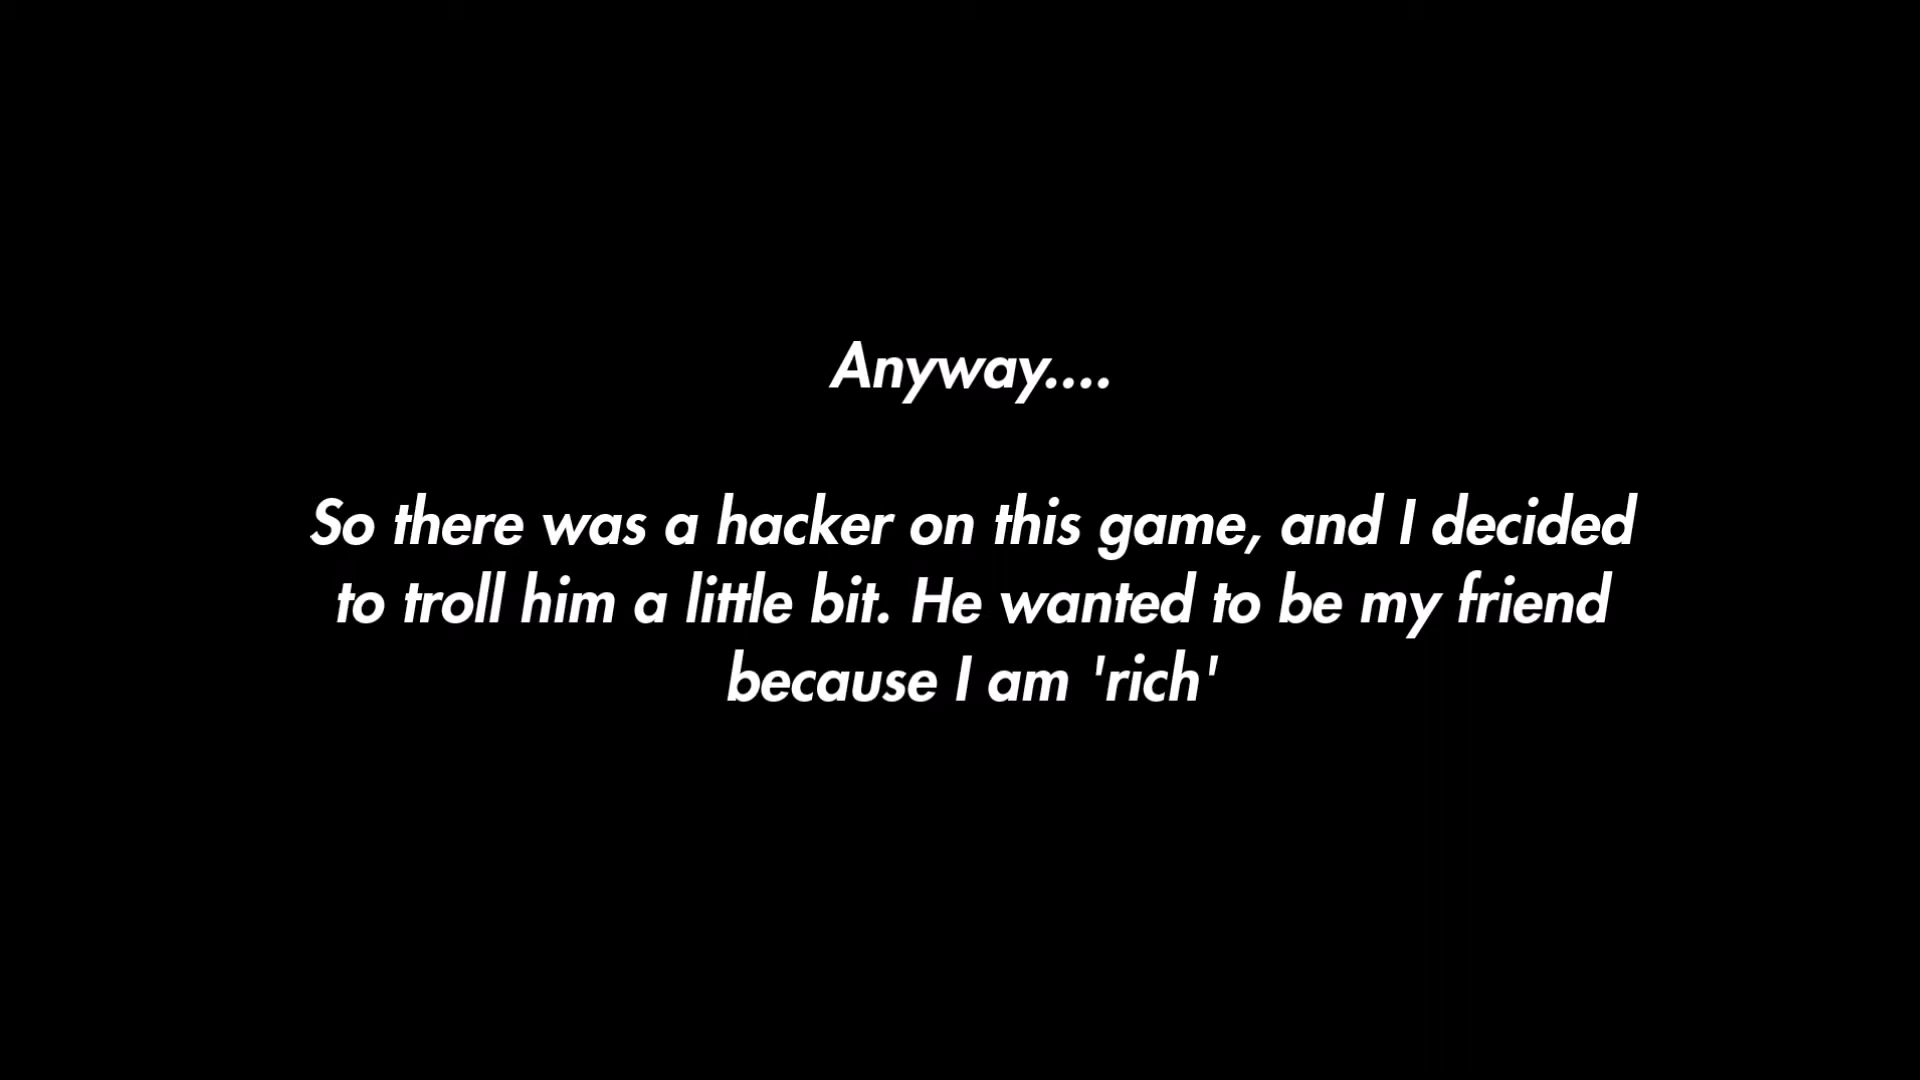 Anyway....
So there was a hacker on this game, and I decided
to troll him a little bit. He wanted to be my friend
because I am 'rich'